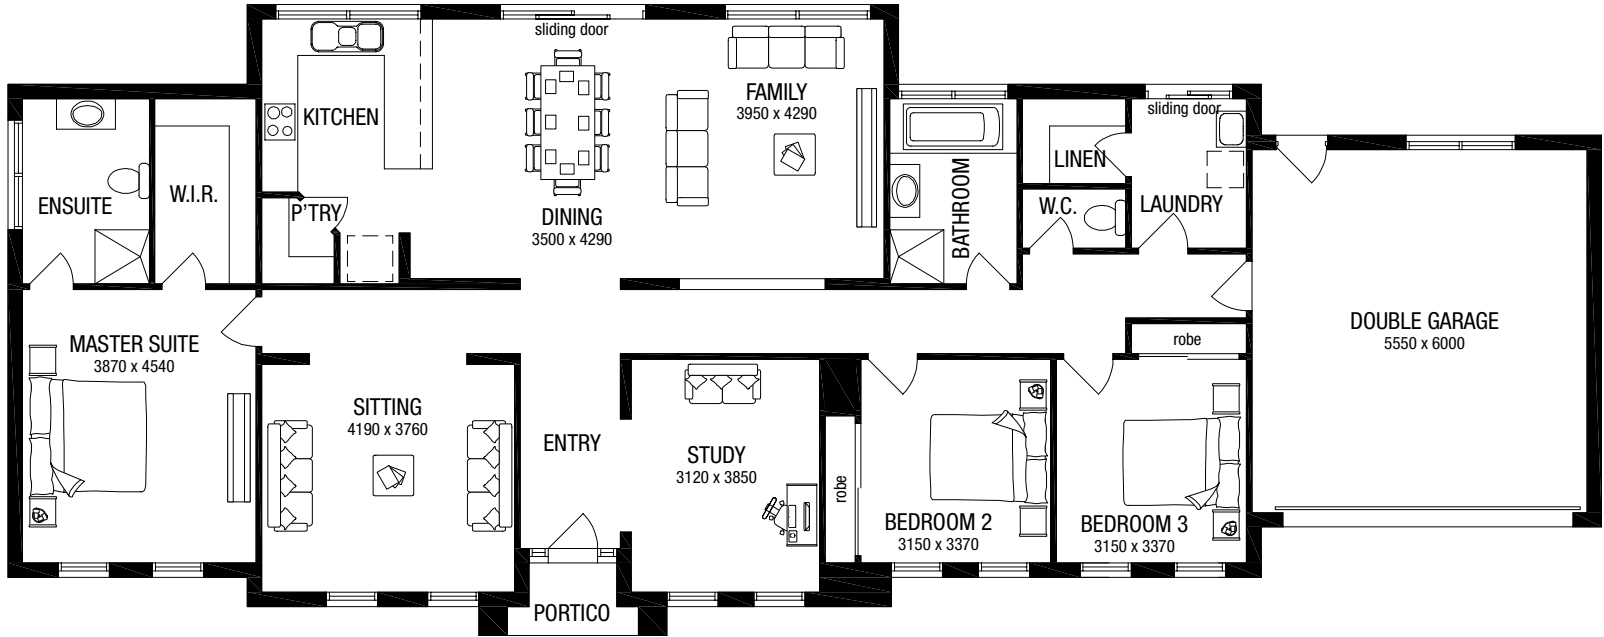 sliding door
KITCHEN
FAMILY
3950 x 4290
sliding door
LINEN
ENSUITE
W.I.R.
P'TRY
DINING
3500 x 4290
BATHROOM
W.C.
LAUNDRY
MASTER SUITE
3870 x 4540
robe
DOUBLE GARAGE
5550 x 6000
SITTING
4190 x 3760
ENTRY
STUDY
3120 x 3850
robe
BEDROOM 2
3150 x 3370
BEDROOM 3
3150 x 3370
PORTICO